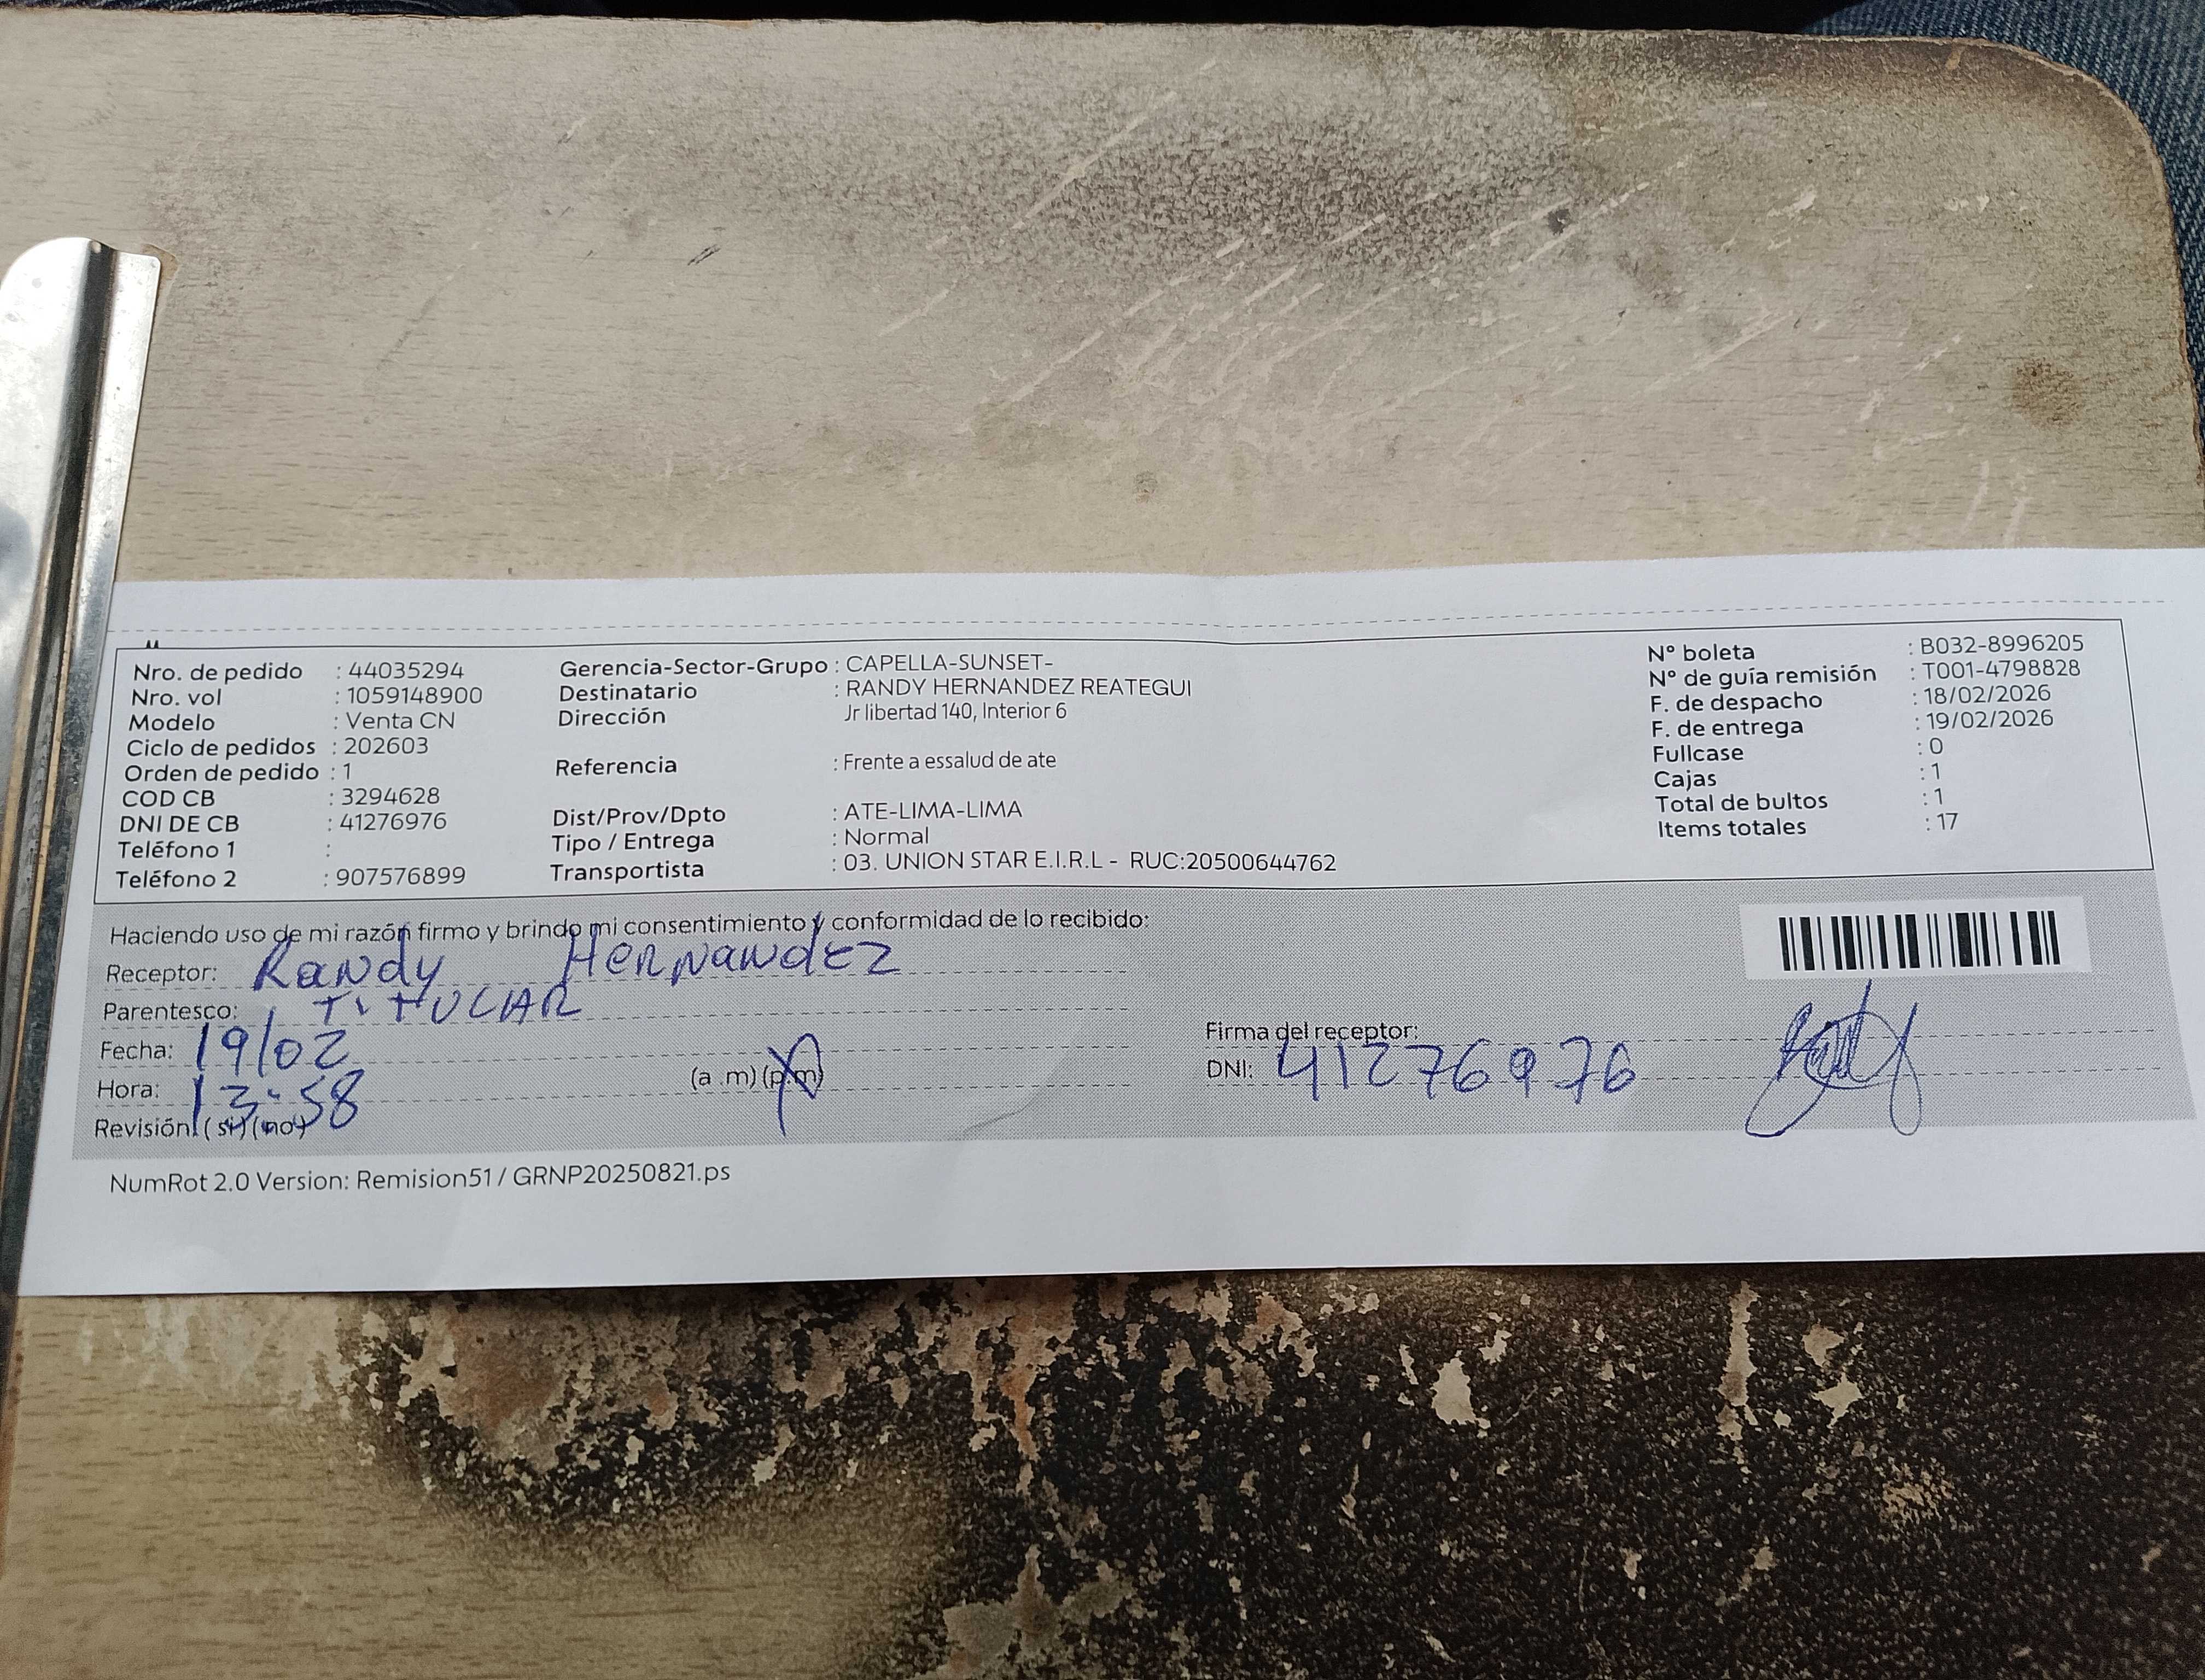 Nro. de pedido : 44035294
Nro. vol : 1059148900
Modelo : Venta CN
Ciclo de pedidos : 202603
Orden de pedido : 1
COD CB : 3294628
DNI DE CB : 41276976
Teléfono 1 :
Teléfono 2 : 907576899
Gerencia-Sector-Grupo : CAPELLA-SUNSET-
Destinatario : RANDY HERNANDEZ REATEGUI
Dirección Jr libertad 140, Interior 6
Referencia : Frente a essalud de ate
Dist/Prov/Dpto : ATE-LIMA-LIMA
Tipo / Entrega : Normal
Transportista : 03. UNION STAR E.I.R.L - RUC:20500644762
N° boleta : B032-8996205
N° de guía remisión : T001-4798828
F. de despacho : 18/02/2026
F. de entrega : 19/02/2026
Fullcase : 0
Cajas : 1
Total de bultos : 1
Items totales : 17
Haciendo uso de mi razón firmo y brindo mi consentimiento y conformidad de lo recibido:
Receptor: Randy Hernandez
Parentesco: TiTULAR
Fecha: 19/02
Hora: 13:58 (a .m) (p.m)
Revisión: (si) (no)
Firma del receptor:
DNI: 41276976
NumRot 2.0 Version: Remision51 / GRNP20250821.ps